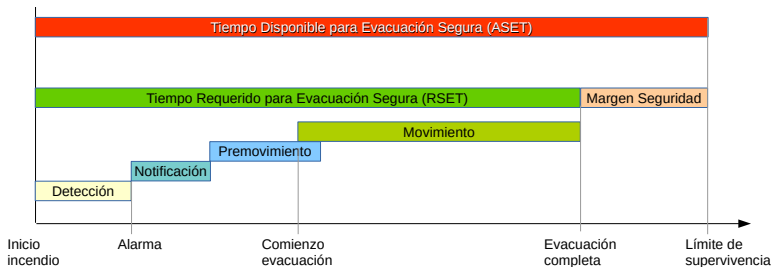 Tiempo Disponible para Evacuación Segura (ASET)
Tiempo Requerido para Evacuación Segura (RSET)
Margen Seguridad
Movimiento
Premovimiento
Notificación
Detección
Inicio
incendio
Alarma
Comienzo
evacuación
Evacuación
completa
Límite de
supervivencia